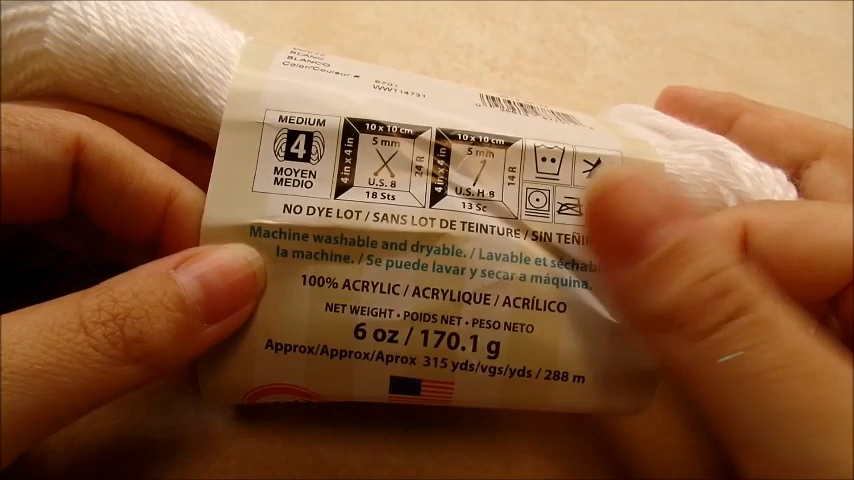 BLANC
BLANCO
Color/Couleur #
WW114731
MEDIUM
4
MOYEN
MEDIO
10 x 10 cm
4 in x 4 in
5 mm
24 R
U.S. 8
18 Sts
10 x 10 cm
4 in x 4 in
5 mm
14 R
U.S. H 8
13 Sc
NO DYE LOT / SANS LOT DE TEINTURE / SIN
Machine washable and dryable. / Lavable et
la machine. / Se puede lavar y secar a máquina.
100% ACRYLIC / ACRYLIQUE / ACRÍLICO
NET WEIGHT • POIDS NET • PESO NETO
6 oz / 170.1 g
Approx/Approx/Aprox 315 yds/vgs/yds / 288 m